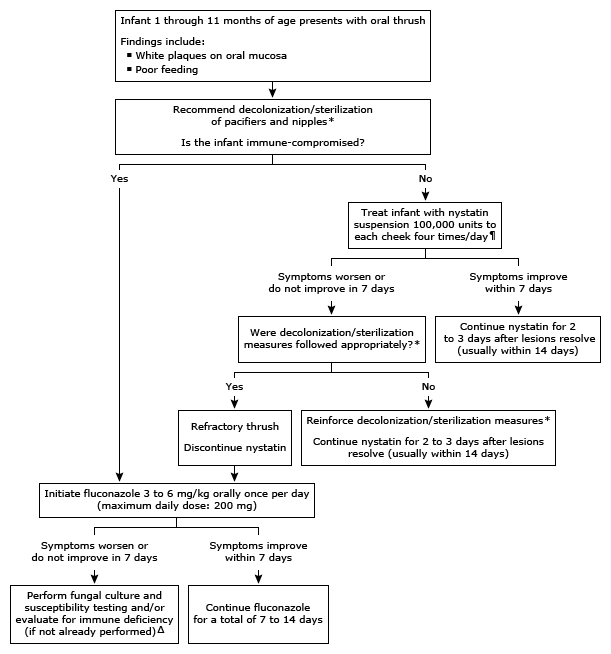 Infant 1 through 11 months of age presents with oral thrush
Findings include:
▪ White plaques on oral mucosa
▪ Poor feeding
Recommend decolonization/sterilization
of pacifiers and nipples*
Is the infant immune-compromised?
Yes
No
Treat infant with nystatin
suspension 100,000 units to
each cheek four times/day¶
Symptoms worsen or
do not improve in 7 days
Symptoms improve
within 7 days
Were decolonization/sterilization
measures followed appropriately?*
Continue nystatin for 2
to 3 days after lesions resolve
(usually within 14 days)
Yes
No
Refractory thrush
Discontinue nystatin
Reinforce decolonization/sterilization measures*
Continue nystatin for 2 to 3 days after lesions
resolve (usually within 14 days)
Initiate fluconazole 3 to 6 mg/kg orally once per day
(maximum daily dose: 200 mg)
Symptoms worsen or
do not improve in 7 days
Symptoms improve
within 7 days
Perform fungal culture and
susceptibility testing and/or
evaluate for immune deficiency
(if not already performed)Δ
Continue fluconazole
for a total of 7 to 14 days